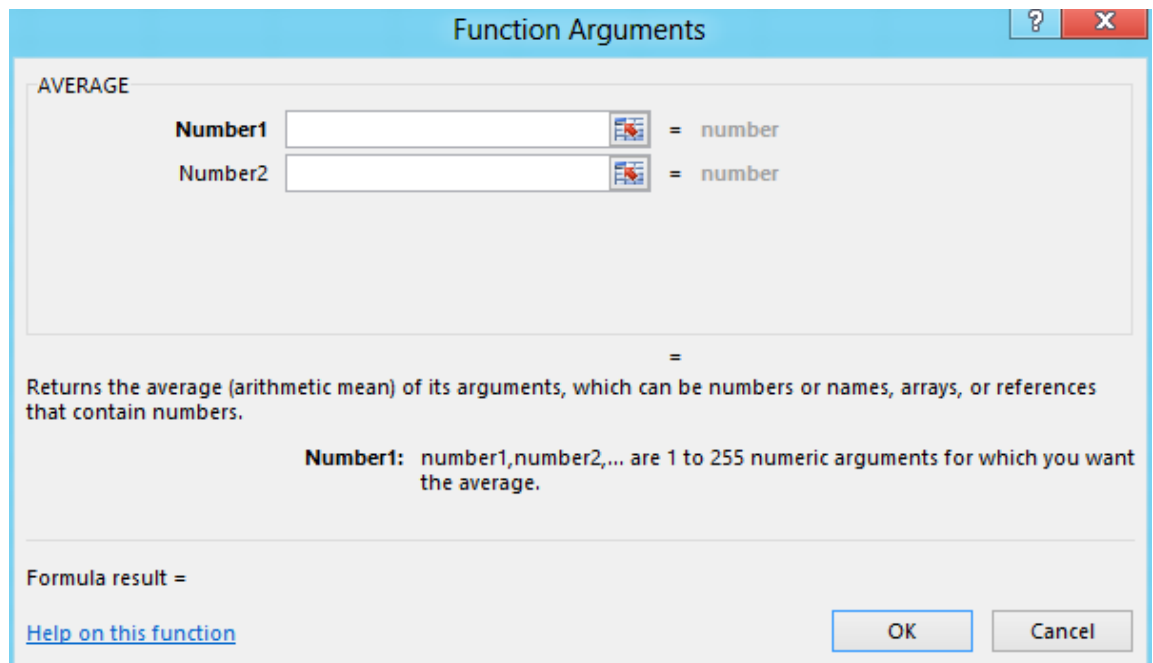 Function Arguments
? X
AVERAGE
Number1 = number
Number2 = number
=
Returns the average (arithmetic mean) of its arguments, which can be numbers or names, arrays, or references
that contain numbers.
Number1: number1,number2,... are 1 to 255 numeric arguments for which you want
the average.
Formula result =
Help on this function
OK Cancel